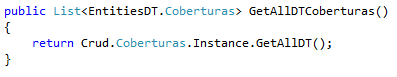 public List<EntitiesDT.Coberturas> GetAllDTCoberturas()
{
    return Crud.Coberturas.Instance.GetAllDT();
}